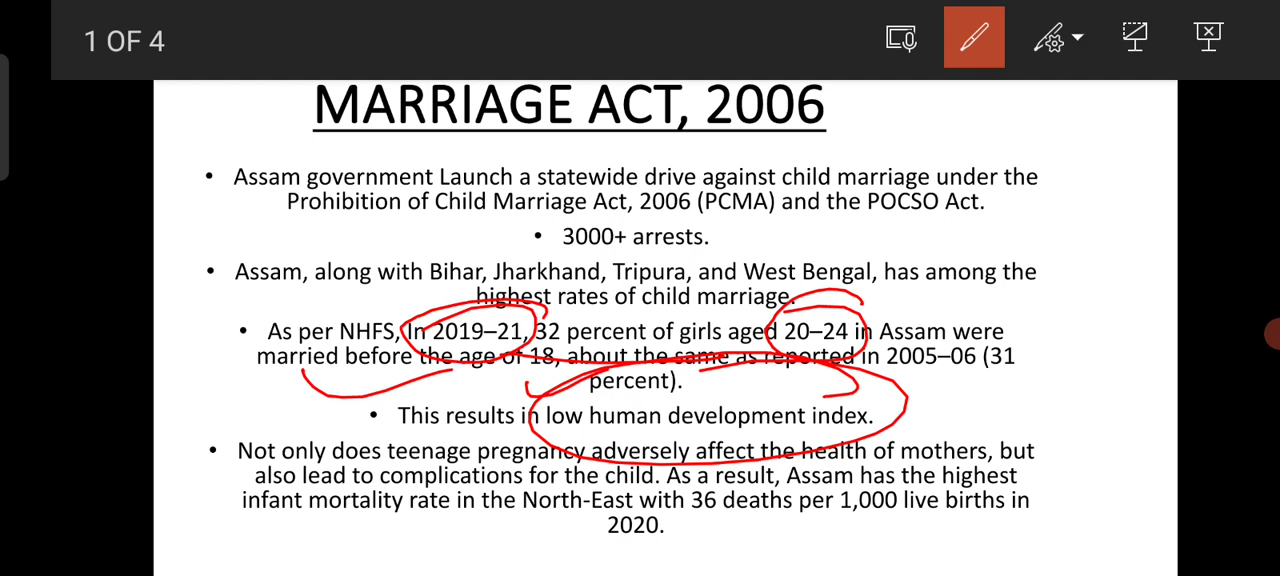 1 OF 4
MARRIAGE ACT, 2006
• Assam government Launch a statewide drive against child marriage under the
Prohibition of Child Marriage Act, 2006 (PCMA) and the POCSO Act.
• 3000+ arrests.
• Assam, along with Bihar, Jharkhand, Tripura, and West Bengal, has among the
highest rates of child marriage.
• As per NHFS, In 2019–21, 32 percent of girls aged 20–24 in Assam were
married before the age of 18, about the same as reported in 2005–06 (31
percent).
• This results in low human development index.
• Not only does teenage pregnancy adversely affect the health of mothers, but
also lead to complications for the child. As a result, Assam has the highest
infant mortality rate in the North-East with 36 deaths per 1,000 live births in
2020.